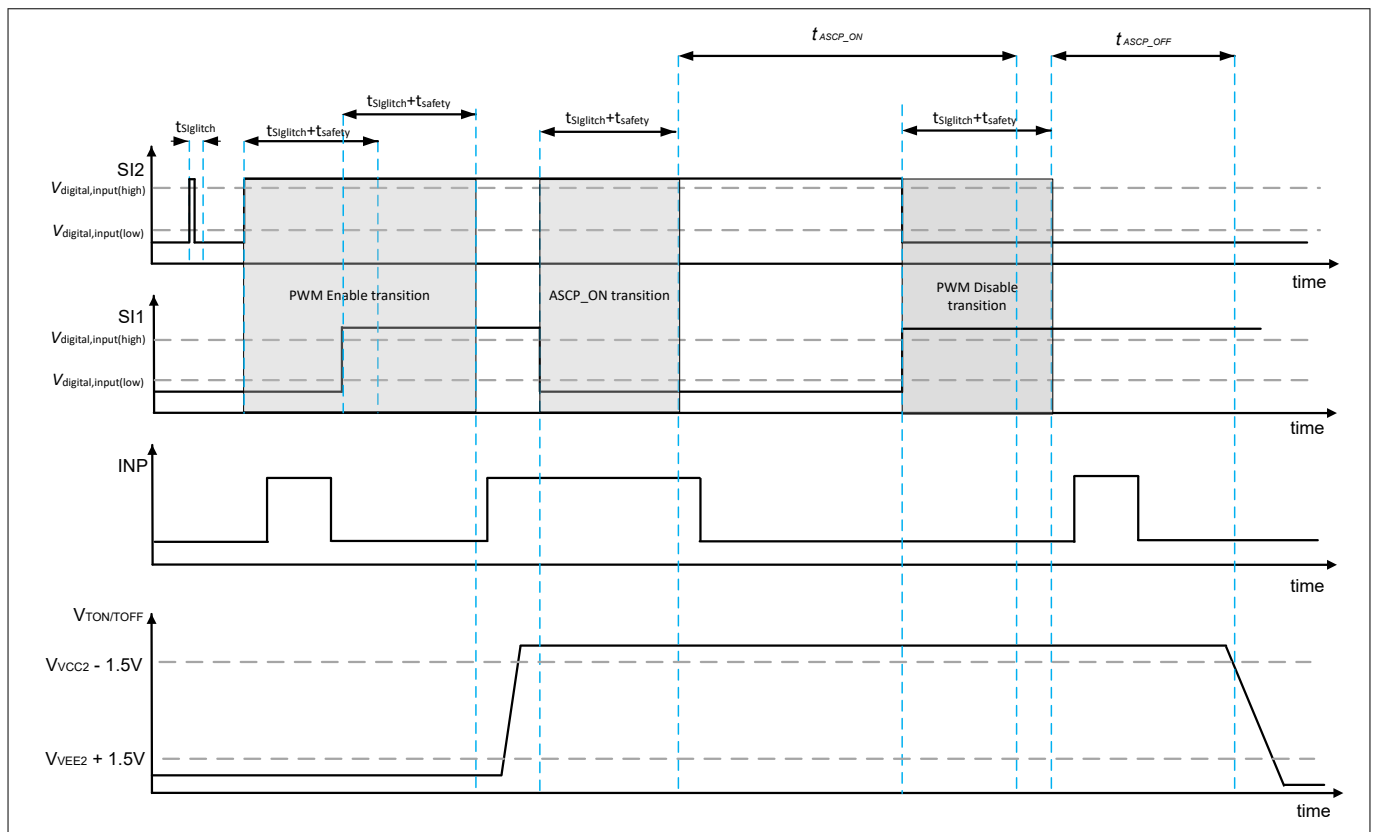 tASCP_ON
tASCP_OFF
tSIglitch+tsafety
tSIglitch
tSIglitch+tsafety
tSIglitch+tsafety
tSIglitch+tsafety
SI2
Vdigital,input(high)
Vdigital,input(low)
time
PWM Enable transition
ASCP_ON transition
PWM Disable
transition
SI1
Vdigital,input(high)
Vdigital,input(low)
time
INP
time
VTON/TOFF
VVCC2 - 1.5V
VVEE2 + 1.5V
time